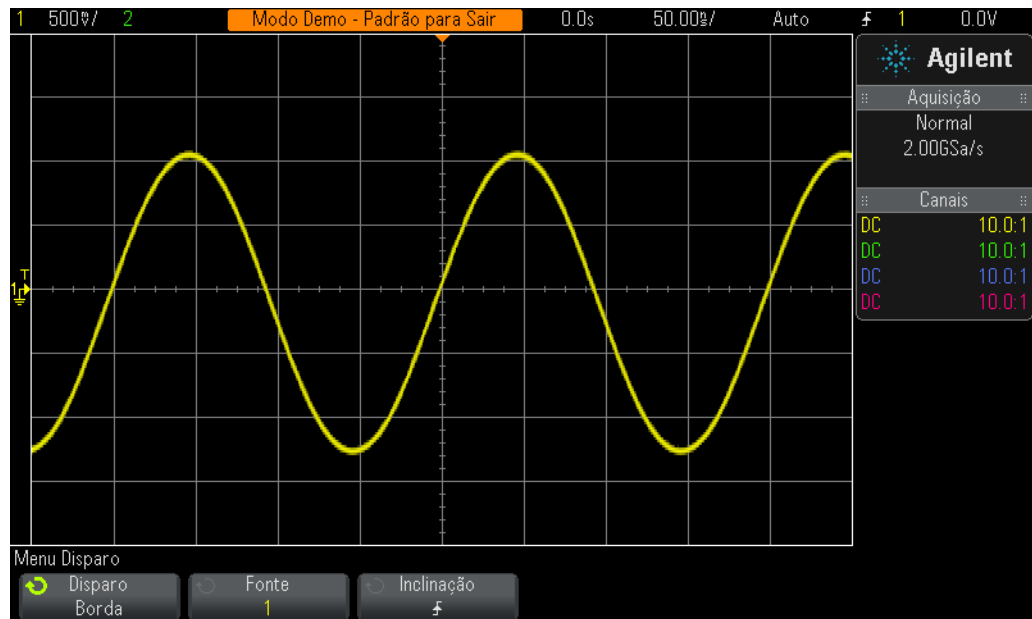 1 500mV/ 2 Modo Demo - Padrão para Sair 0.0s 50.00ns/ Auto 1 0.0V
Agilent
Aquisição
Normal
2.00GSa/s
Canais
DC 10.0:1
DC 10.0:1
DC 10.0:1
DC 10.0:1
T
1
Menu Disparo
Disparo Fonte Inclinação
Borda 1